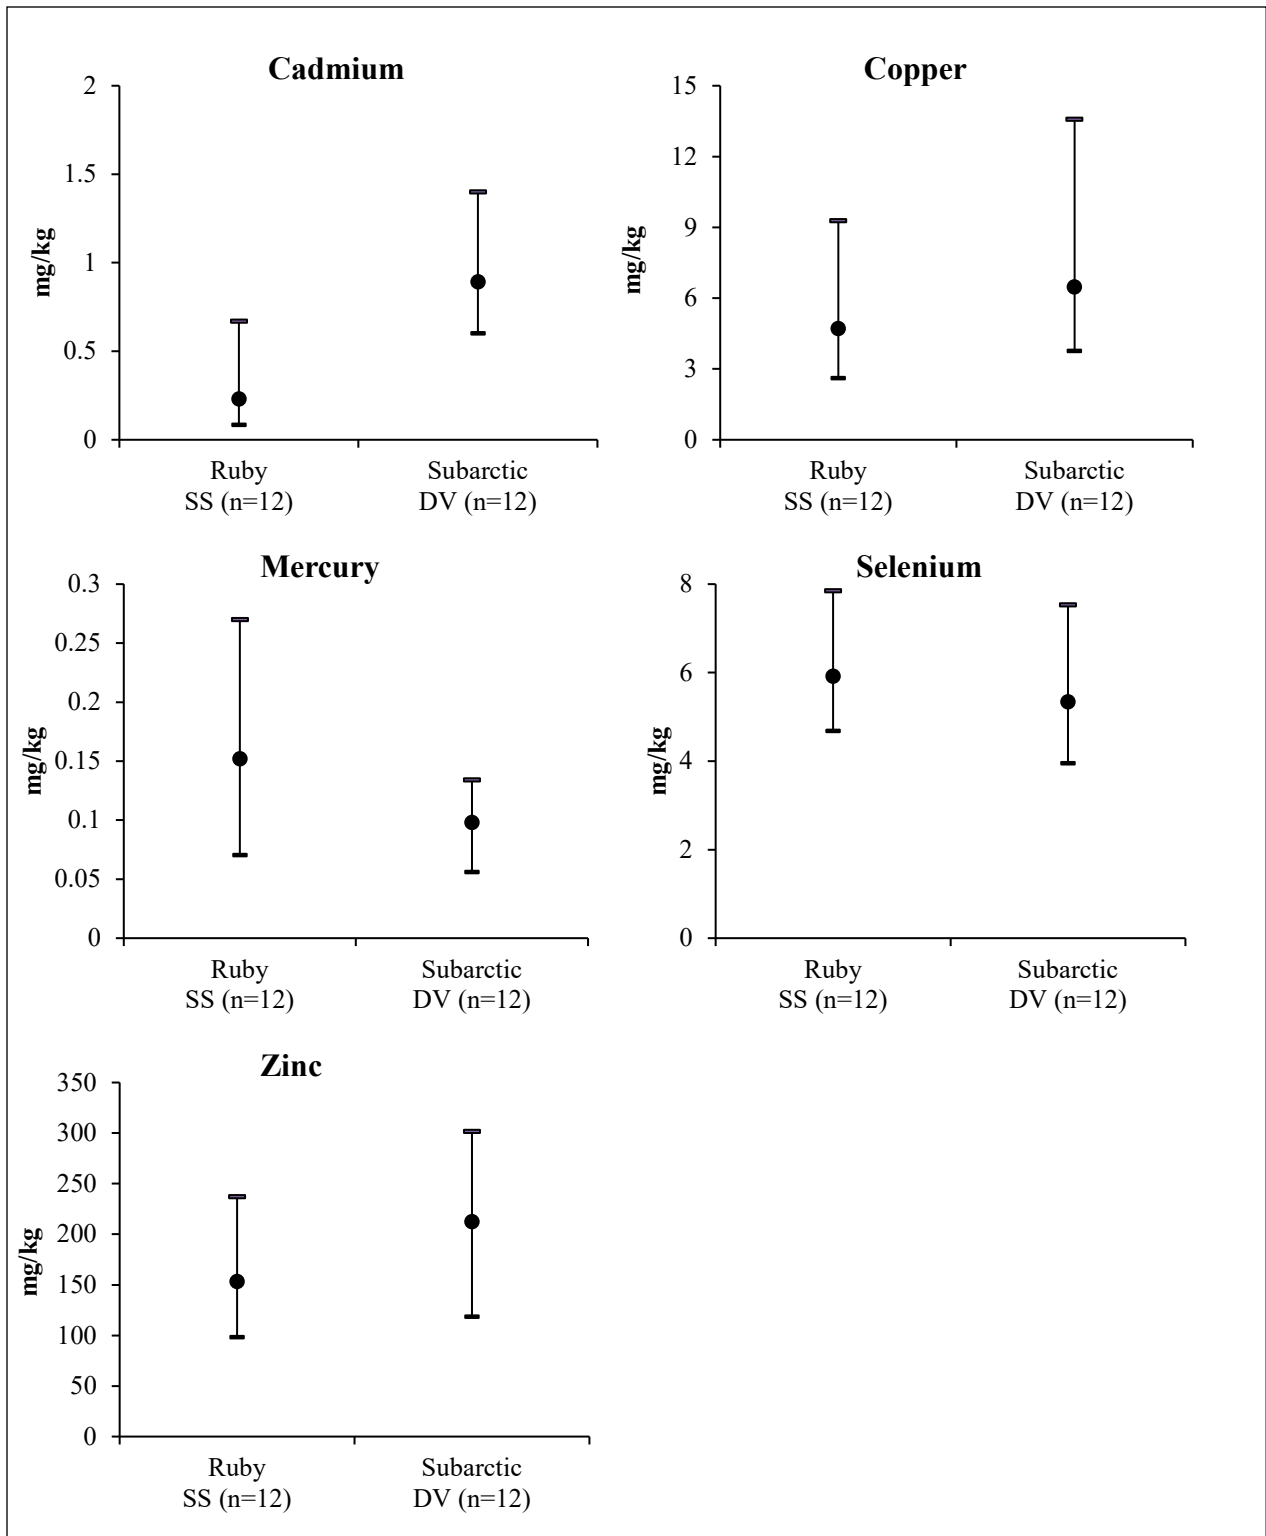 Cadmium
2
1.5
1
0.5
0
mg/kg
Ruby
SS (n=12)
Subarctic
DV (n=12)
Copper
15
12
9
6
3
0
mg/kg
Ruby
SS (n=12)
Subarctic
DV (n=12)
Mercury
0.3
0.25
0.2
0.15
0.1
0.05
0
mg/kg
Ruby
SS (n=12)
Subarctic
DV (n=12)
Selenium
8
6
4
2
0
mg/kg
Ruby
SS (n=12)
Subarctic
DV (n=12)
Zinc
350
300
250
200
150
100
50
0
mg/kg
Ruby
SS (n=12)
Subarctic
DV (n=12)